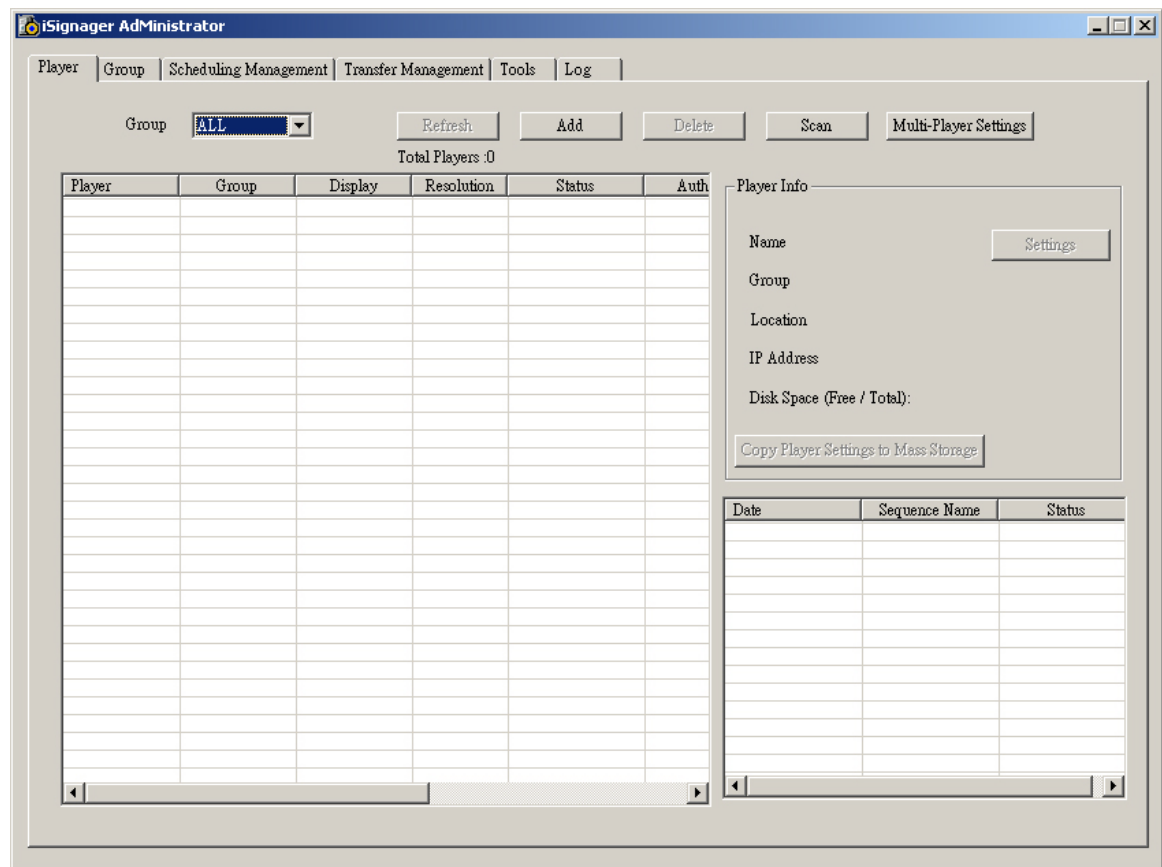 iSignager AdMinistrator
Player Group Scheduling Management Transfer Management Tools Log
Group ALL Refresh Add Delete Scan Multi-Player Settings
Total Players :0
Player Group Display Resolution Status Auth
Player Info
Name Settings
Group
Location
IP Address
Disk Space (Free / Total):
Copy Player Settings to Mass Storage
Date Sequence Name Status